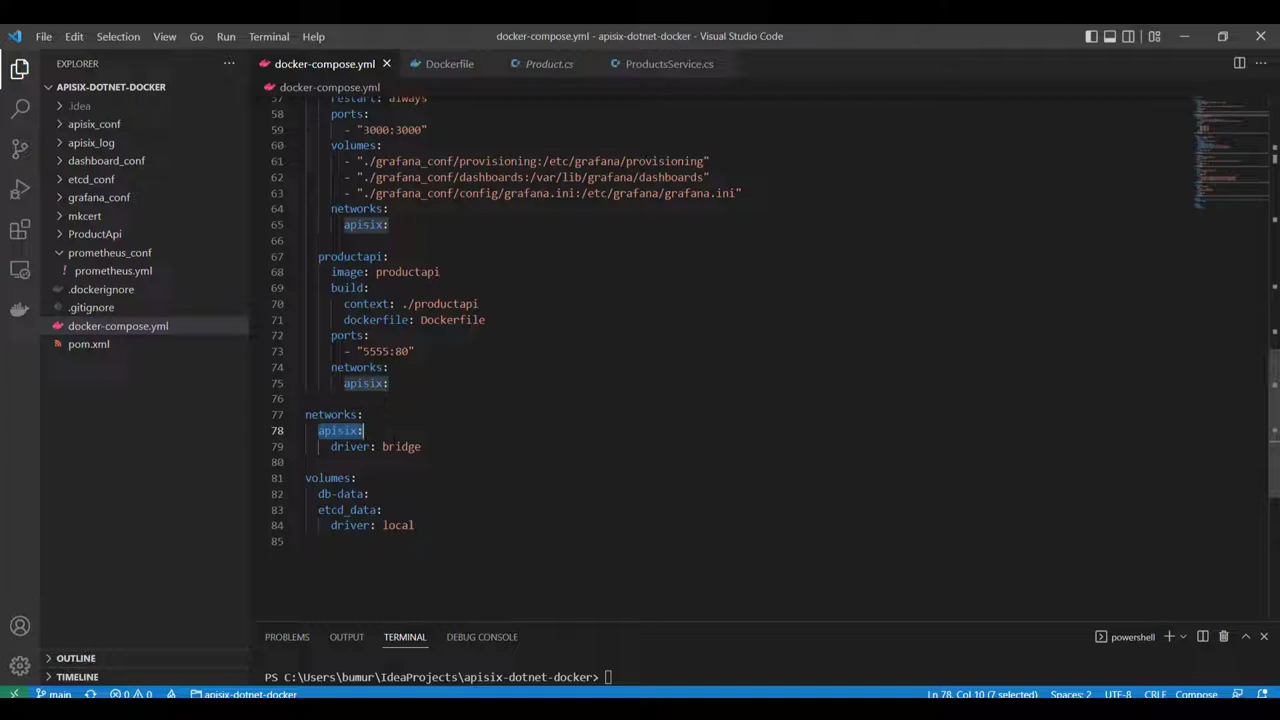 File Edit Selection View Go Run Terminal Help docker-compose.yml - apisix-dotnet-docker - Visual Studio Code
EXPLORER
APISIX-DOTNET-DOCKER
.idea
apisix_conf
apisix_log
dashboard_conf
etcd_conf
grafana_conf
mkcert
ProductApi
prometheus_conf
! prometheus.yml
.dockerignore
.gitignore
docker-compose.yml
pom.xml
OUTLINE
TIMELINE
docker-compose.yml Dockerfile Product.cs ProductsService.cs
docker-compose.yml
57 restart: always
58 ports:
59 - "3000:3000"
60 volumes:
61 - "./grafana_conf/provisioning:/etc/grafana/provisioning"
62 - "./grafana_conf/dashboards:/var/lib/grafana/dashboards"
63 - "./grafana_conf/config/grafana.ini:/etc/grafana/grafana.ini"
64 networks:
65 apisix:
66
67 productapi:
68 image: productapi
69 build:
70 context: ./productapi
71 dockerfile: Dockerfile
72 ports:
73 - "5555:80"
74 networks:
75 apisix:
76
77 networks:
78 apisix:
79 driver: bridge
80
81 volumes:
82 db-data:
83 etcd_data:
84 driver: local
85
PROBLEMS OUTPUT TERMINAL DEBUG CONSOLE powershell
PS C:\Users\bumur\IdeaProjects\apisix-dotnet-docker>
main 0 0 apisix-dotnet-docker Ln 78, Col 10 (7 selected) Spaces: 2 UTF-8 CRLF Compose